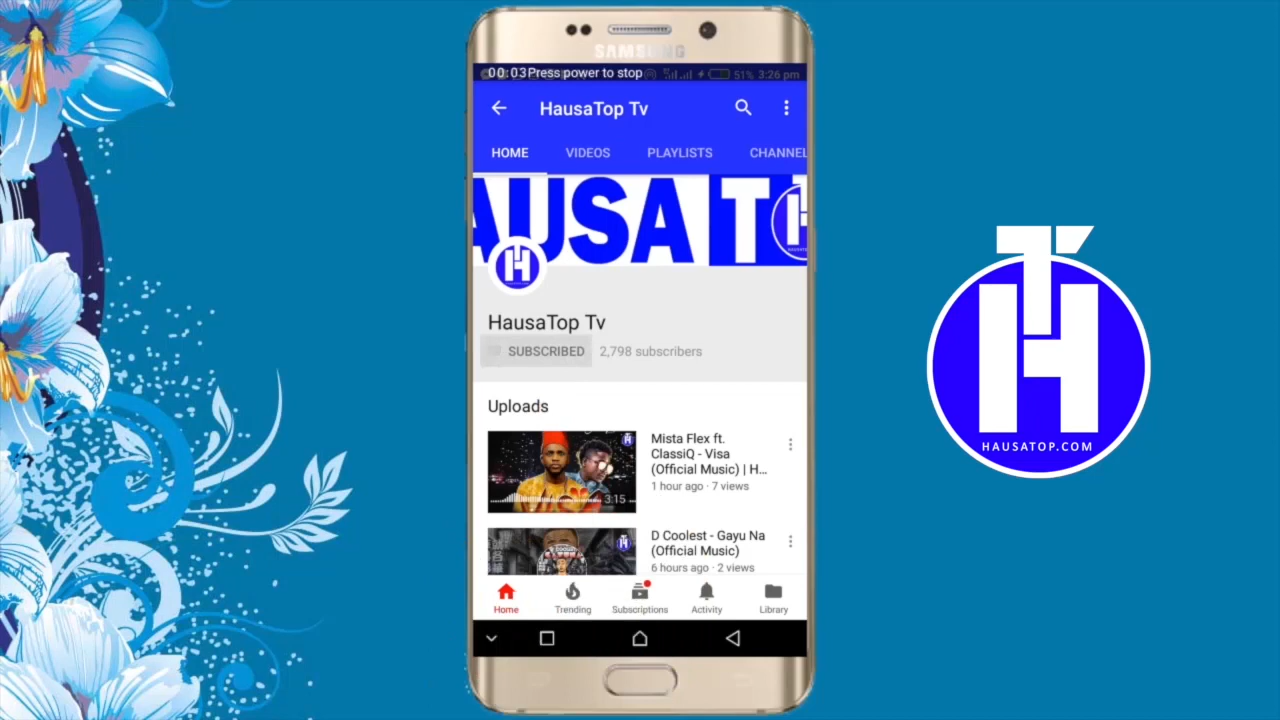 SAMSUNG
00:03 Press power to stop
51% 3:26 pm
HausaTop Tv
HOME VIDEOS PLAYLISTS CHANNEL
AUSA T
HausaTop Tv
SUBSCRIBED 2,798 subscribers
Uploads
Mista Flex ft.
ClassiQ - Visa
(Official Music) | H...
1 hour ago · 7 views
3:15
D Coolest - Gayu Na
(Official Music)
6 hours ago · 2 views
Home Trending Subscriptions Activity Library
TH
HAUSATOP.COM